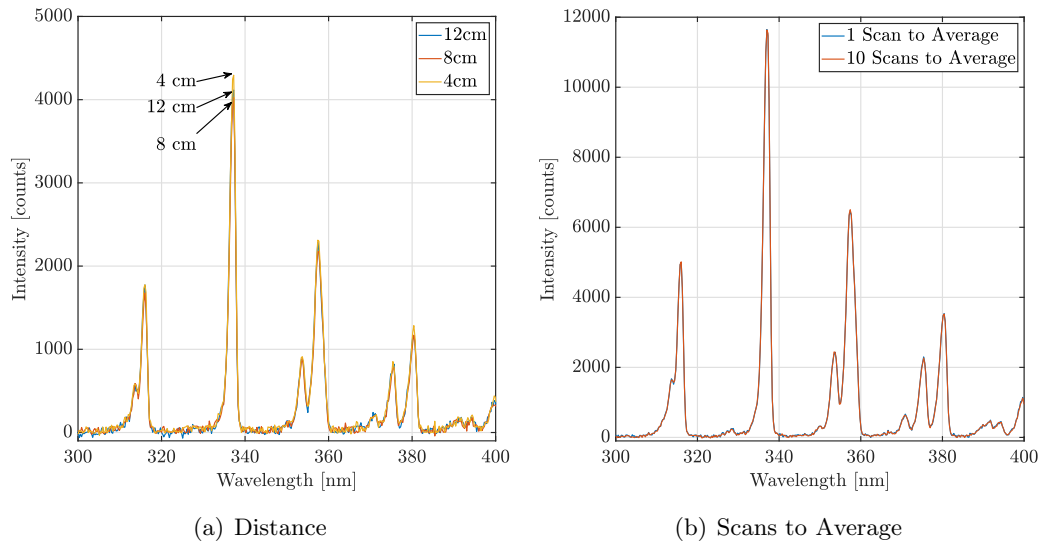 5000
4000
3000
2000
1000
0
300
320
340
360
380
400
Intensity [counts]
Wavelength [nm]
12cm
8cm
4cm
4 cm
12 cm
8 cm
(a) Distance
12000
10000
8000
6000
4000
2000
0
300
320
340
360
380
400
Intensity [counts]
Wavelength [nm]
1 Scan to Average
10 Scans to Average
(b) Scans to Average